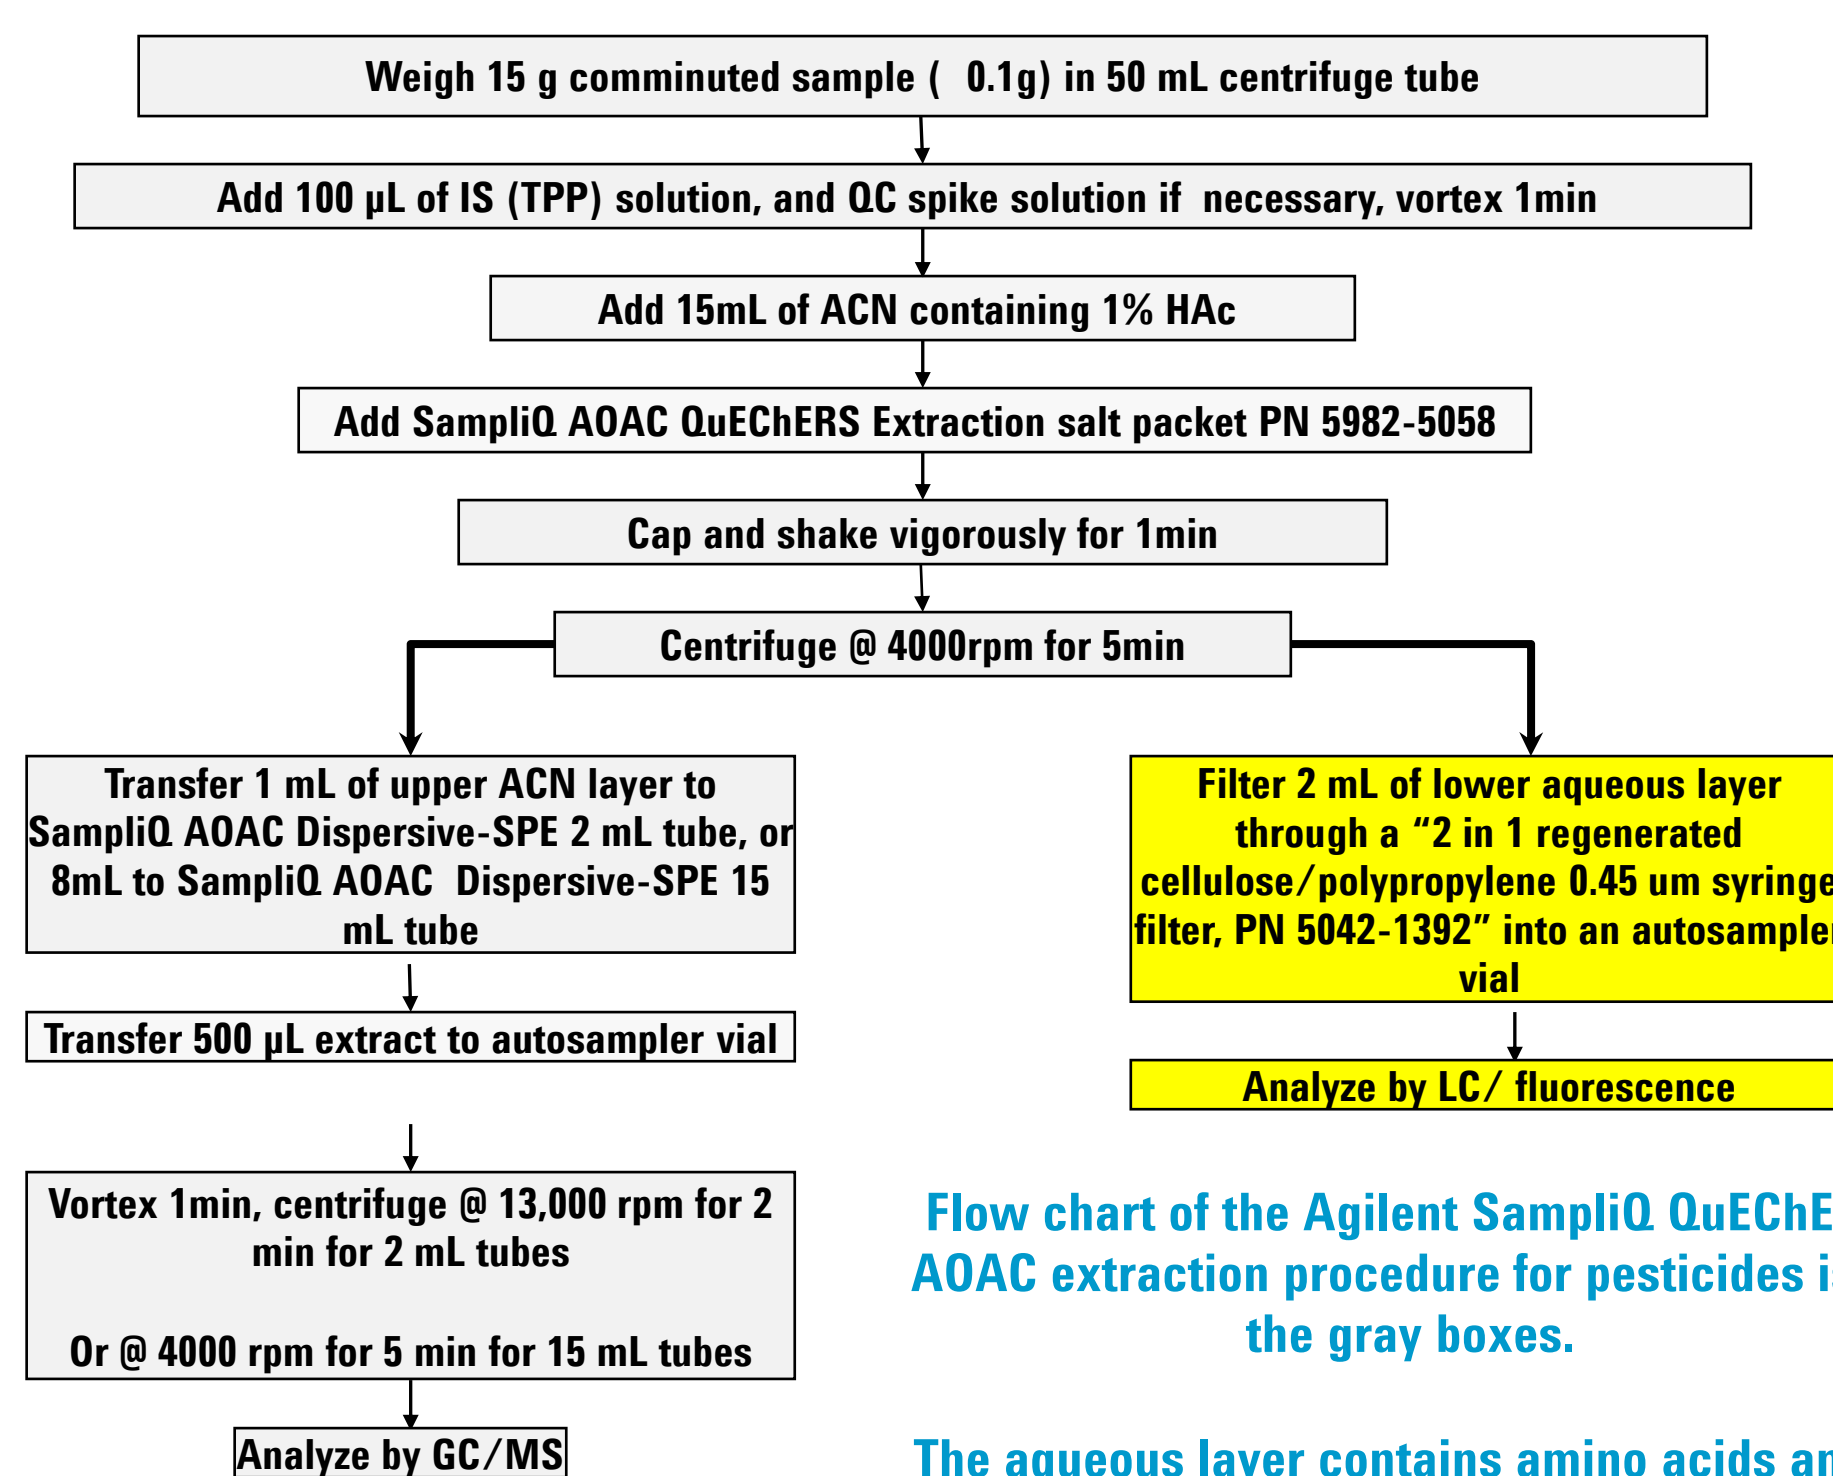 Weigh 15 g comminuted sample (  0.1g) in 50 mL centrifuge tube
Add 100 µL of IS (TPP) solution, and QC spike solution if  necessary, vortex 1min
Add 15mL of ACN containing 1% HAc
Add SampliQ AOAC QuEChERS Extraction salt packet PN 5982-5058
Cap and shake vigorously for 1min
Centrifuge @ 4000rpm for 5min
Transfer 1 mL of upper ACN layer to
SampliQ AOAC Dispersive-SPE 2 mL tube, or
8mL to SampliQ AOAC  Dispersive-SPE 15
mL tube
Transfer 500 µL extract to autosampler vial
Vortex 1min, centrifuge @ 13,000 rpm for 2
min for 2 mL tubes
Or @ 4000 rpm for 5 min for 15 mL tubes
Analyze by GC/MS
Filter 2 mL of lower aqueous layer
through a “2 in 1 regenerated
cellulose/polypropylene 0.45 um syringe
filter, PN 5042-1392” into an autosampler
vial
Analyze by LC/ fluorescence
Flow chart of the Agilent SampliQ QuEChE
AOAC extraction procedure for pesticides is
the gray boxes.
The aqueous layer contains amino acids an